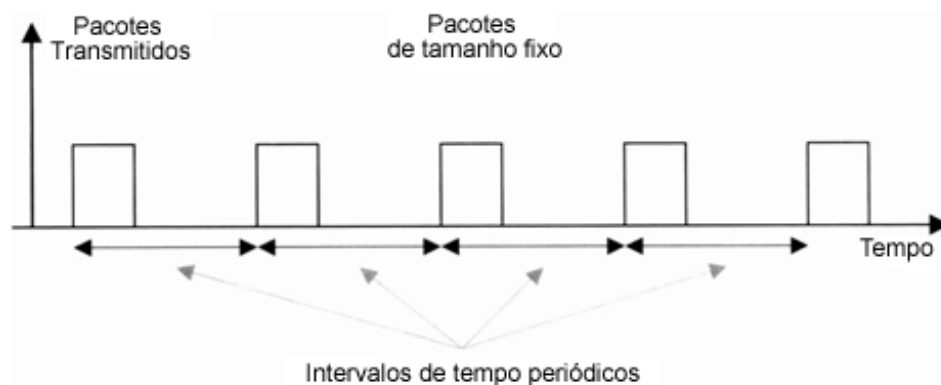 Pacotes
Transmitidos
Pacotes
de tamanho fixo
Tempo
Intervalos de tempo periódicos